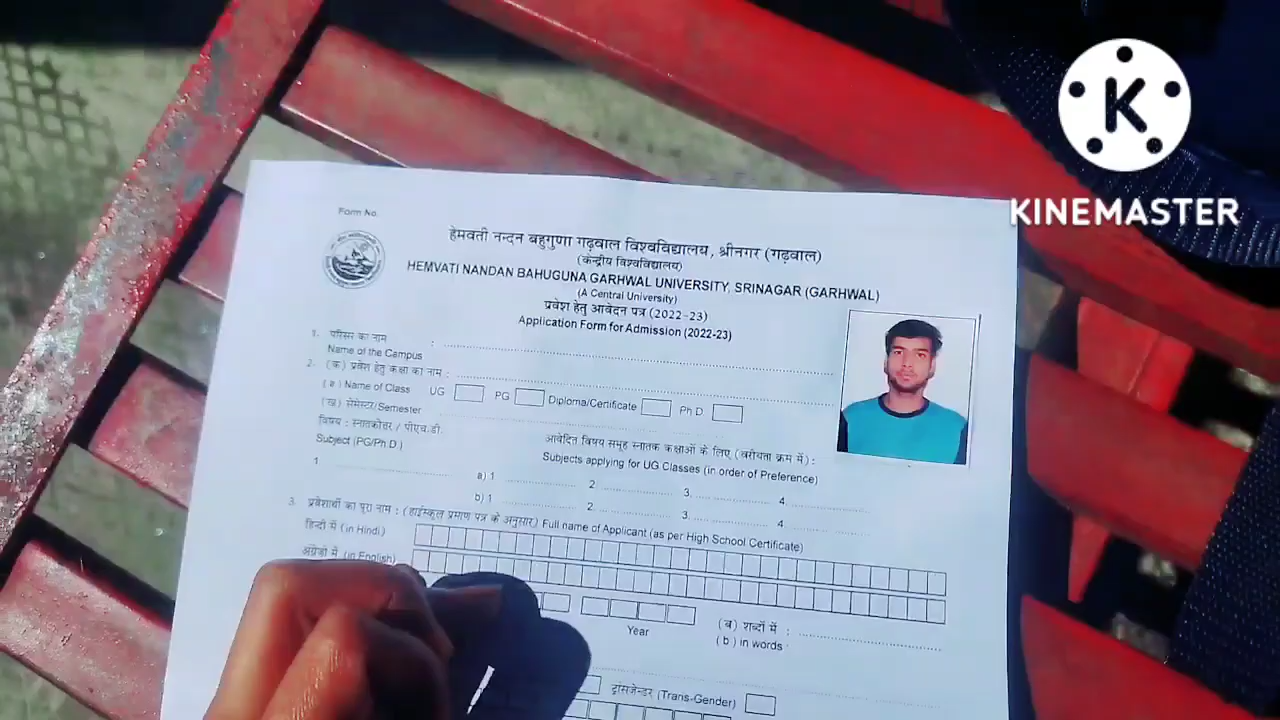 KINEMASTER
Form No.
हेमवती नन्दन बहुगुणा गढ़वाल विश्वविद्यालय, श्रीनगर (गढ़वाल)
(केन्द्रीय विश्वविद्यालय)
HEMVATI NANDAN BAHUGUNA GARHWAL UNIVERSITY, SRINAGAR (GARHWAL)
(A Central University)
प्रवेश हेतु आवेदन पत्र (2022-23)
Application Form for Admission (2022-23)
1. परिसर का नाम :
Name of the Campus
2. (क) प्रवेश हेतु कक्षा का नाम :
(a) Name of Class UG PG Diploma/Certificate Ph D
(ख) सेमेस्टर/Semester
विषय : स्नातकोत्तर / पीएच.डी.
Subject (PG/Ph.D.)
आवेदित विषय समूह स्नातक कक्षाओं के लिए (वरीयता क्रम में) :
Subjects applying for UG Classes (in order of Preference)
1 a) 1 2. 3. 4.
b) 1 2. 3. 4.
3. प्रवेशार्थी का पूरा नाम : (हाईस्कूल प्रमाण पत्र के अनुसार) Full name of Applicant (as per High School Certificate)
हिन्दी में (in Hindi)
अंग्रेजी में (in English)
Year
(ब) शब्दों में :
(b) in words
ट्रांसजेन्डर (Trans-Gender)